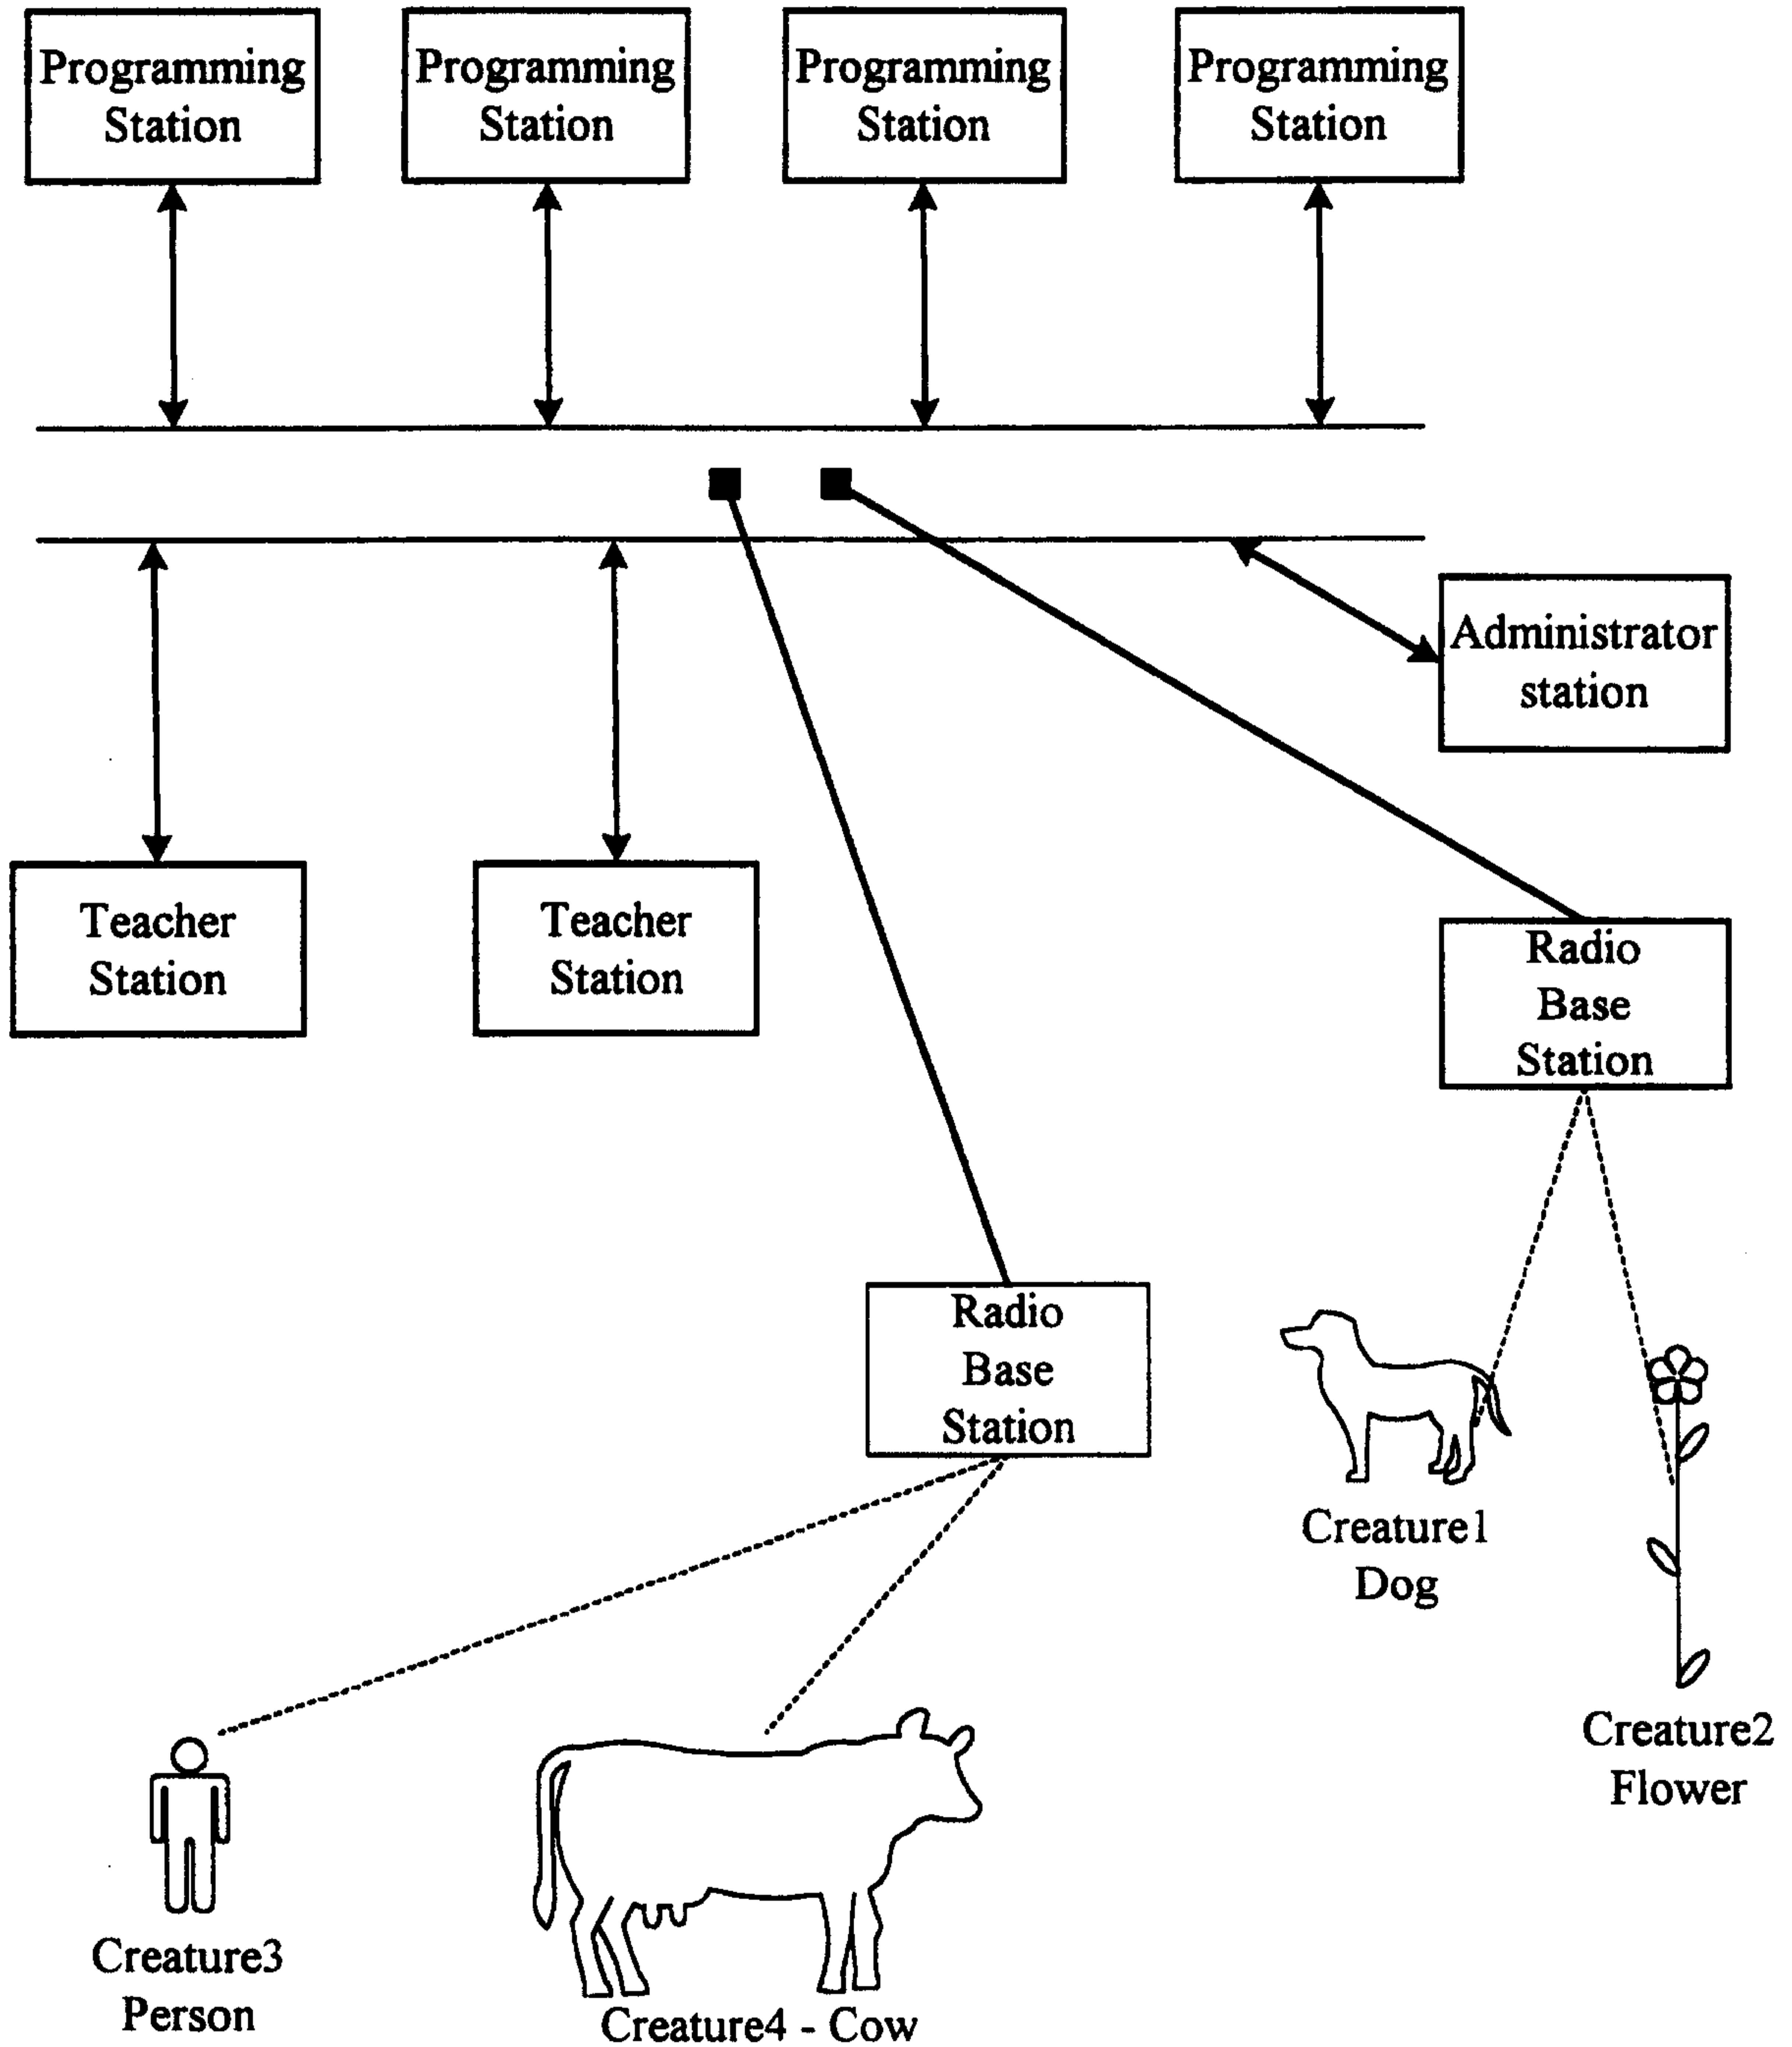 Programming
Station
Programming
Station
Programming
Station
Programming
Station
Administrator
station
Teacher
Station
Teacher
Station
Radio
Base
Station
Radio
Base
Station
Creature1
Dog
Creature2
Flower
Creature3
Person
Creature4 - Cow